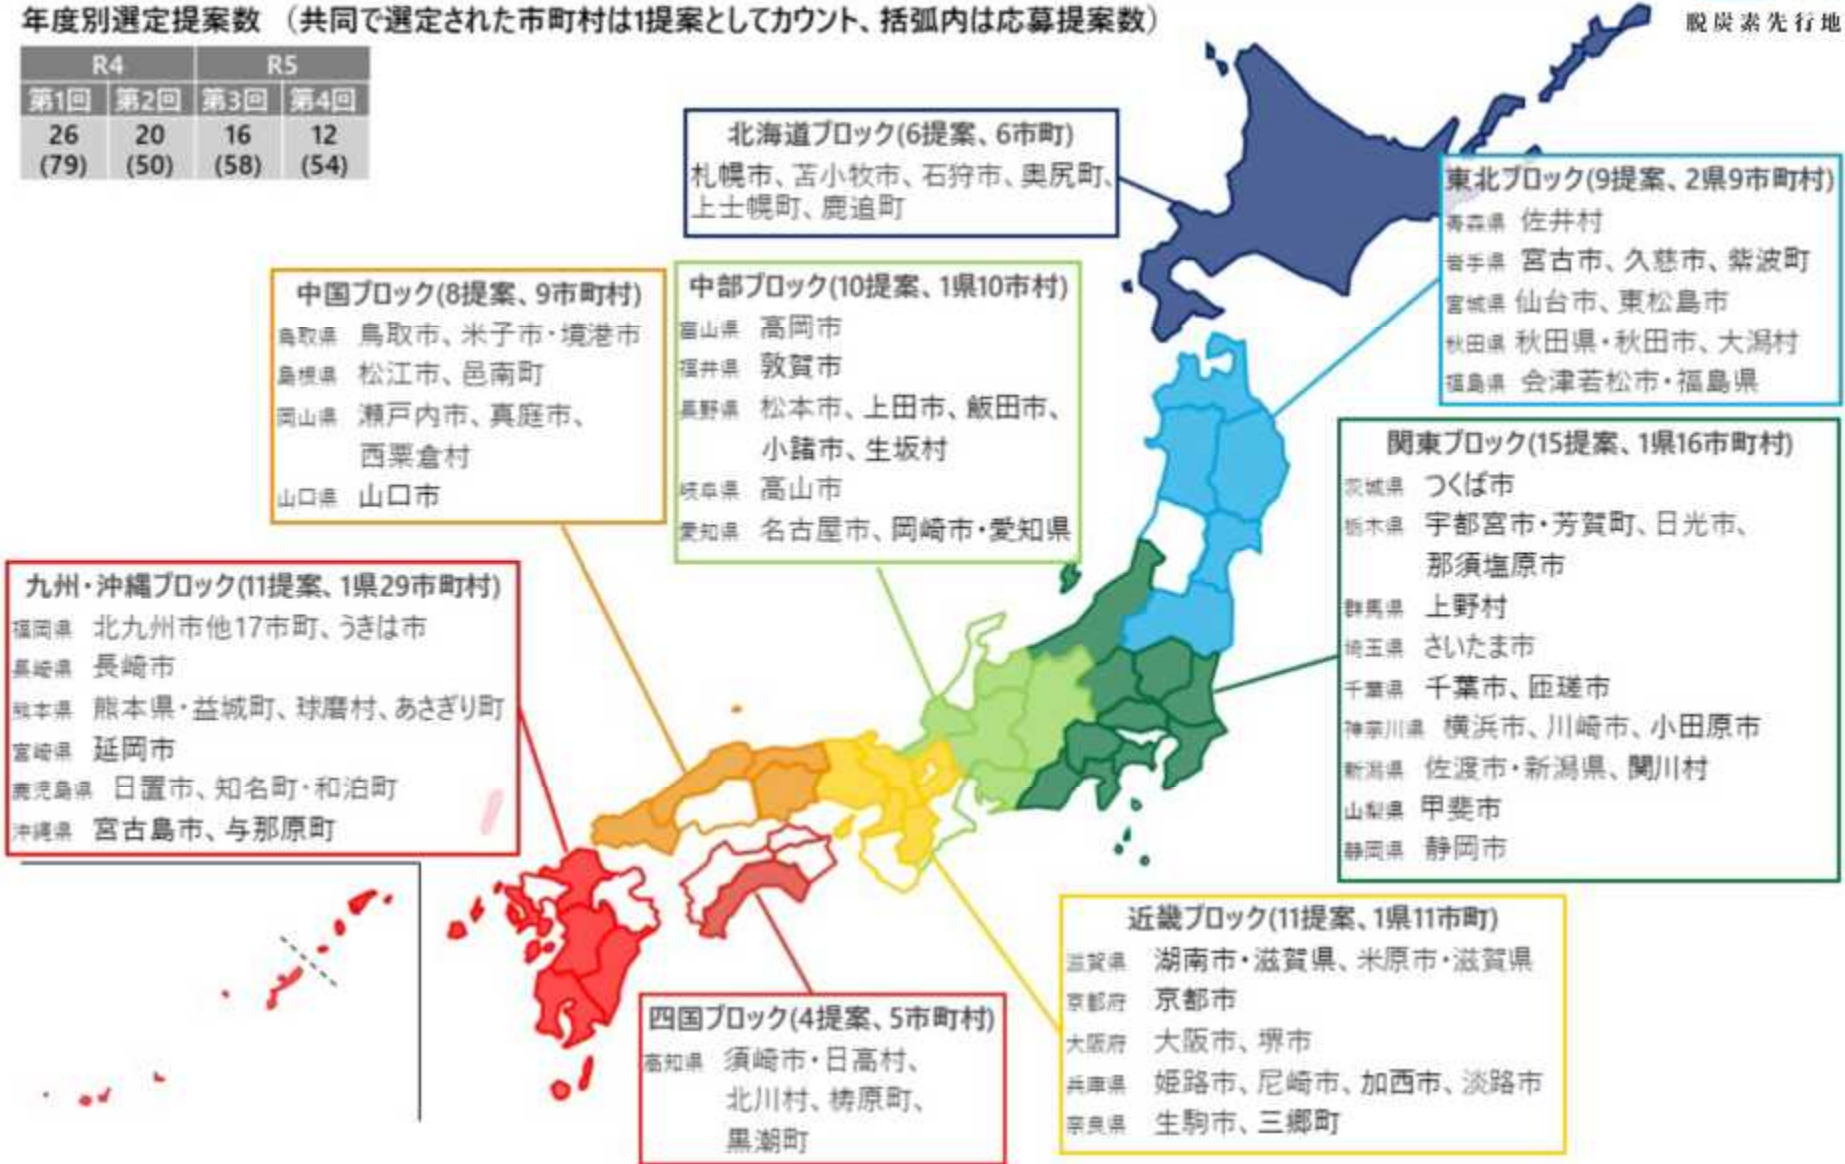 年度別選定提案数 （共同で選定された市町村は1提案としてカウント、括弧内は応募提案数）
脱炭素先行地
R4 R5
第1回 第2回 第3回 第4回
26 20 16 12
(79) (50) (58) (54)
北海道ブロック(6提案、6市町)
札幌市、苫小牧市、石狩市、奥尻町、
上士幌町、鹿追町
東北ブロック(9提案、2県9市町村)
青森県 佐井村
岩手県 宮古市、久慈市、紫波町
宮城県 仙台市、東松島市
秋田県 秋田県・秋田市、大潟村
福島県 会津若松市・福島県
中国ブロック(8提案、9市町村)
鳥取県 鳥取市、米子市・境港市
島根県 松江市、邑南町
岡山県 瀬戸内市、真庭市、
西粟倉村
山口県 山口市
中部ブロック(10提案、1県10市村)
富山県 高岡市
福井県 敦賀市
長野県 松本市、上田市、飯田市、
小諸市、生坂村
岐阜県 高山市
愛知県 名古屋市、岡崎市・愛知県
関東ブロック(15提案、1県16市町村)
茨城県 つくば市
栃木県 宇都宮市・芳賀町、日光市、
那須塩原市
群馬県 上野村
埼玉県 さいたま市
千葉県 千葉市、匝瑳市
神奈川県 横浜市、川崎市、小田原市
新潟県 佐渡市・新潟県、関川村
山梨県 甲斐市
静岡県 静岡市
九州・沖縄ブロック(11提案、1県29市町村)
福岡県 北九州市他17市町、うきは市
長崎県 長崎市
熊本県 熊本県・益城町、球磨村、あさぎり町
宮崎県 延岡市
鹿児島県 日置市、知名町・和泊町
沖縄県 宮古島市、与那原町
四国ブロック(4提案、5市町村)
高知県 須崎市・日高村、
北川村、梼原町、
黒潮町
近畿ブロック(11提案、1県11市町)
滋賀県 湖南市・滋賀県、米原市・滋賀県
京都府 京都市
大阪府 大阪市、堺市
兵庫県 姫路市、尼崎市、加西市、淡路市
奈良県 生駒市、三郷町